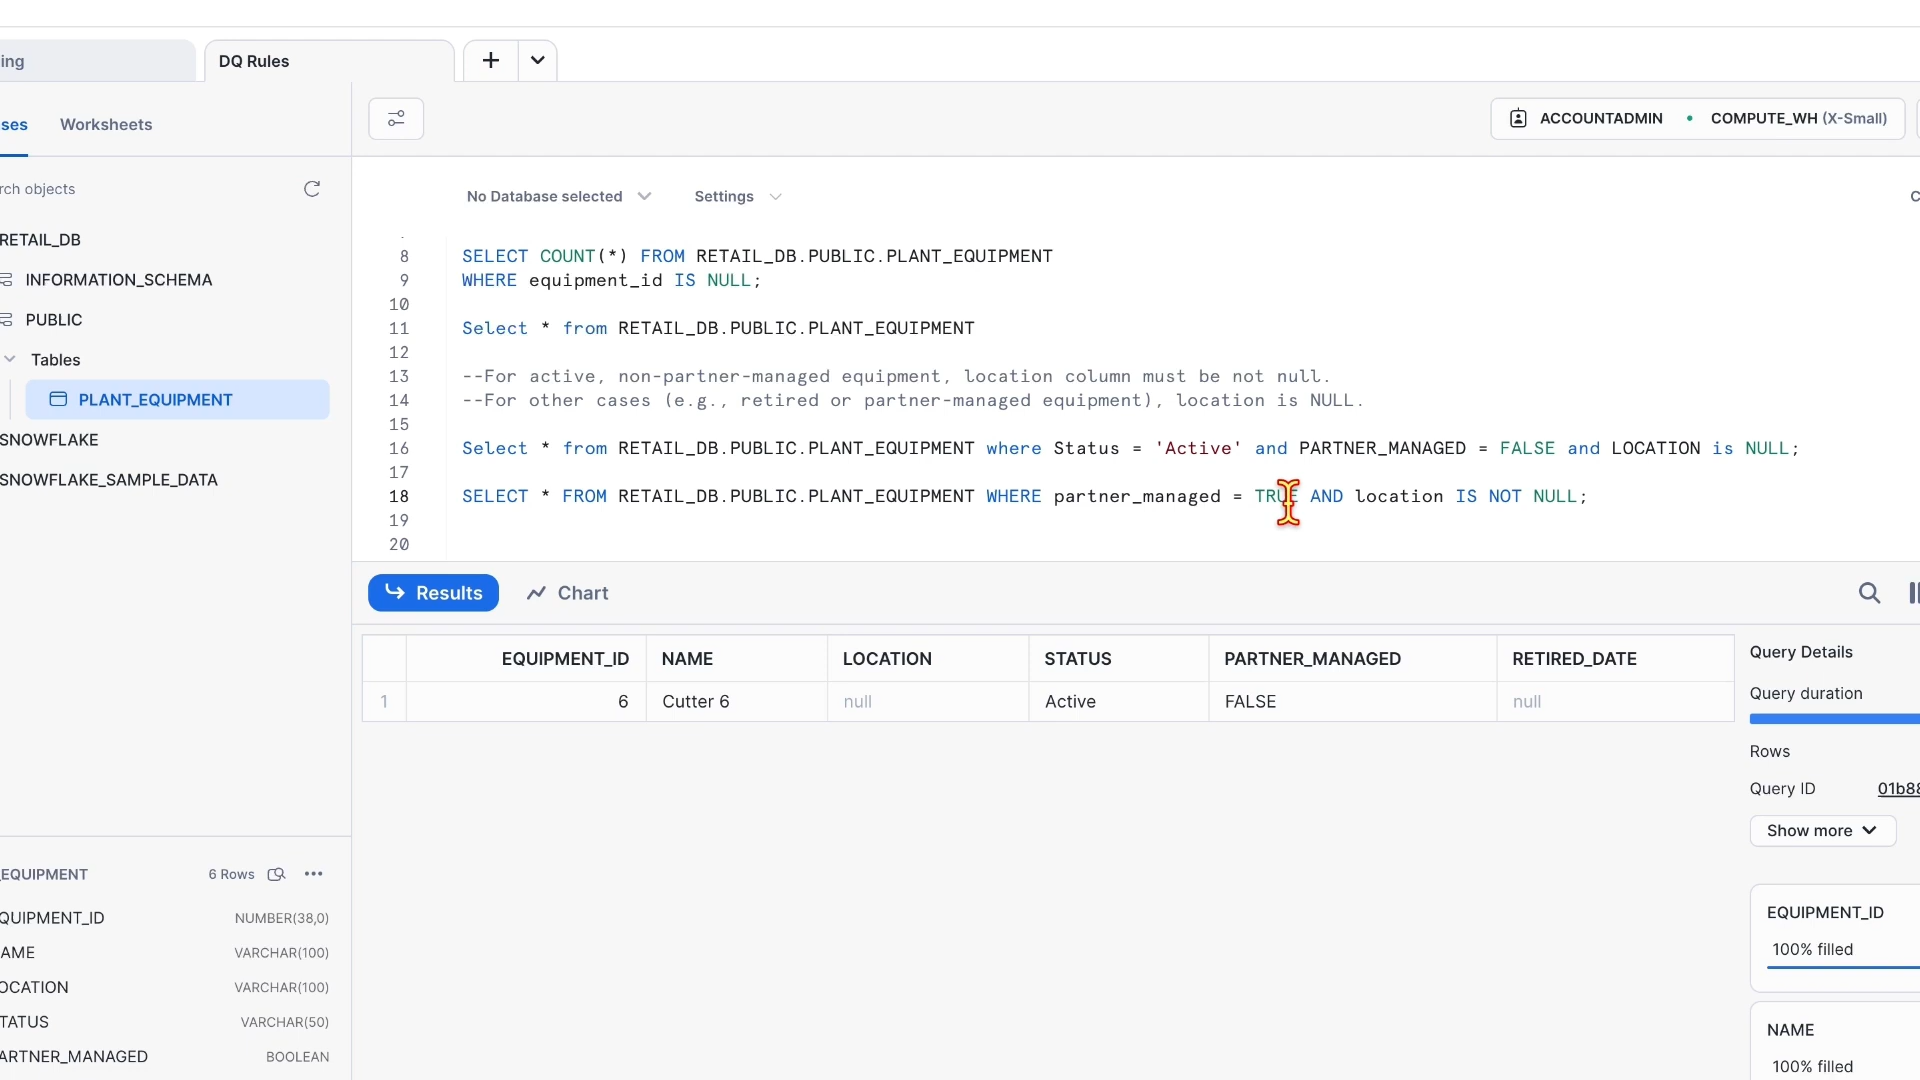 ing
DQ Rules
ses
Worksheets
ACCOUNTADMIN
COMPUTE_WH (X-Small)
rch objects
No Database selected
Settings
C
RETAIL_DB
INFORMATION_SCHEMA
PUBLIC
Tables
PLANT_EQUIPMENT
SNOWFLAKE
SNOWFLAKE_SAMPLE_DATA
8 SELECT COUNT(*) FROM RETAIL_DB.PUBLIC.PLANT_EQUIPMENT
9 WHERE equipment_id IS NULL;
10
11 Select * from RETAIL_DB.PUBLIC.PLANT_EQUIPMENT
12
13 --For active, non-partner-managed equipment, location column must be not null.
14 --For other cases (e.g., retired or partner-managed equipment), location is NULL.
15
16 Select * from RETAIL_DB.PUBLIC.PLANT_EQUIPMENT where Status = 'Active' and PARTNER_MANAGED = FALSE and LOCATION is NULL;
17
18 SELECT * FROM RETAIL_DB.PUBLIC.PLANT_EQUIPMENT WHERE partner_managed = TRUE AND location IS NOT NULL;
19
20
Results
Chart
EQUIPMENT_ID NAME LOCATION STATUS PARTNER_MANAGED RETIRED_DATE
1 6 Cutter 6 null Active FALSE null
Query Details
Query duration
Rows
Query ID 01b88
Show more
EQUIPMENT_ID
100% filled
NAME
100% filled
_EQUIPMENT 6 Rows
QUIPMENT_ID NUMBER(38,0)
AME VARCHAR(100)
OCATION VARCHAR(100)
TATUS VARCHAR(50)
ARTNER_MANAGED BOOLEAN